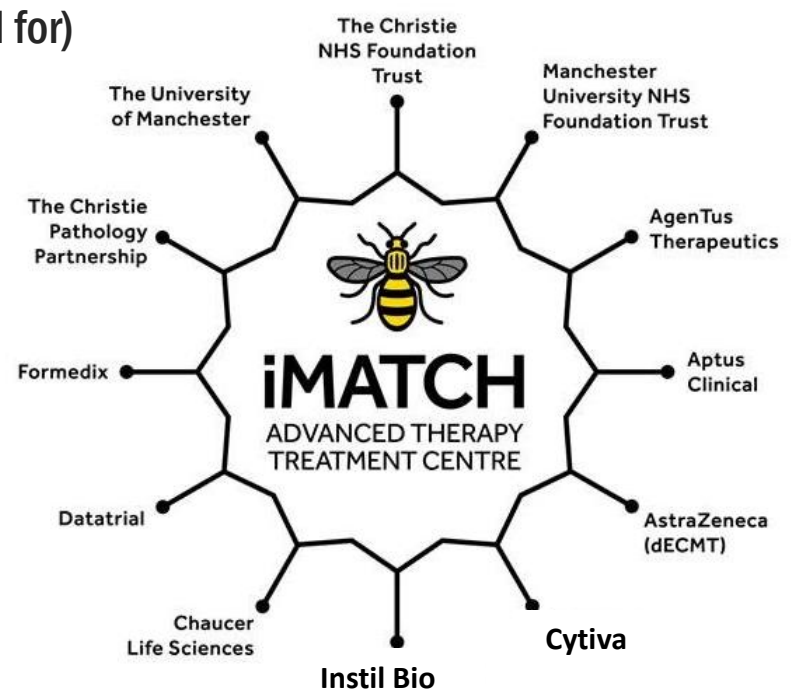 for)
The Christie
NHS Foundation
Trust
Manchester
University NHS
Foundation Trust
The University
of Manchester
AgenTus
Therapeutics
The Christie
Pathology
Partnership
Aptus
Clinical
Formedix
iMATCH
ADVANCED THERAPY
TREATMENT CENTRE
AstraZeneca
(dECMT)
Datatrial
Cytiva
Chaucer
Life Sciences
Instil Bio